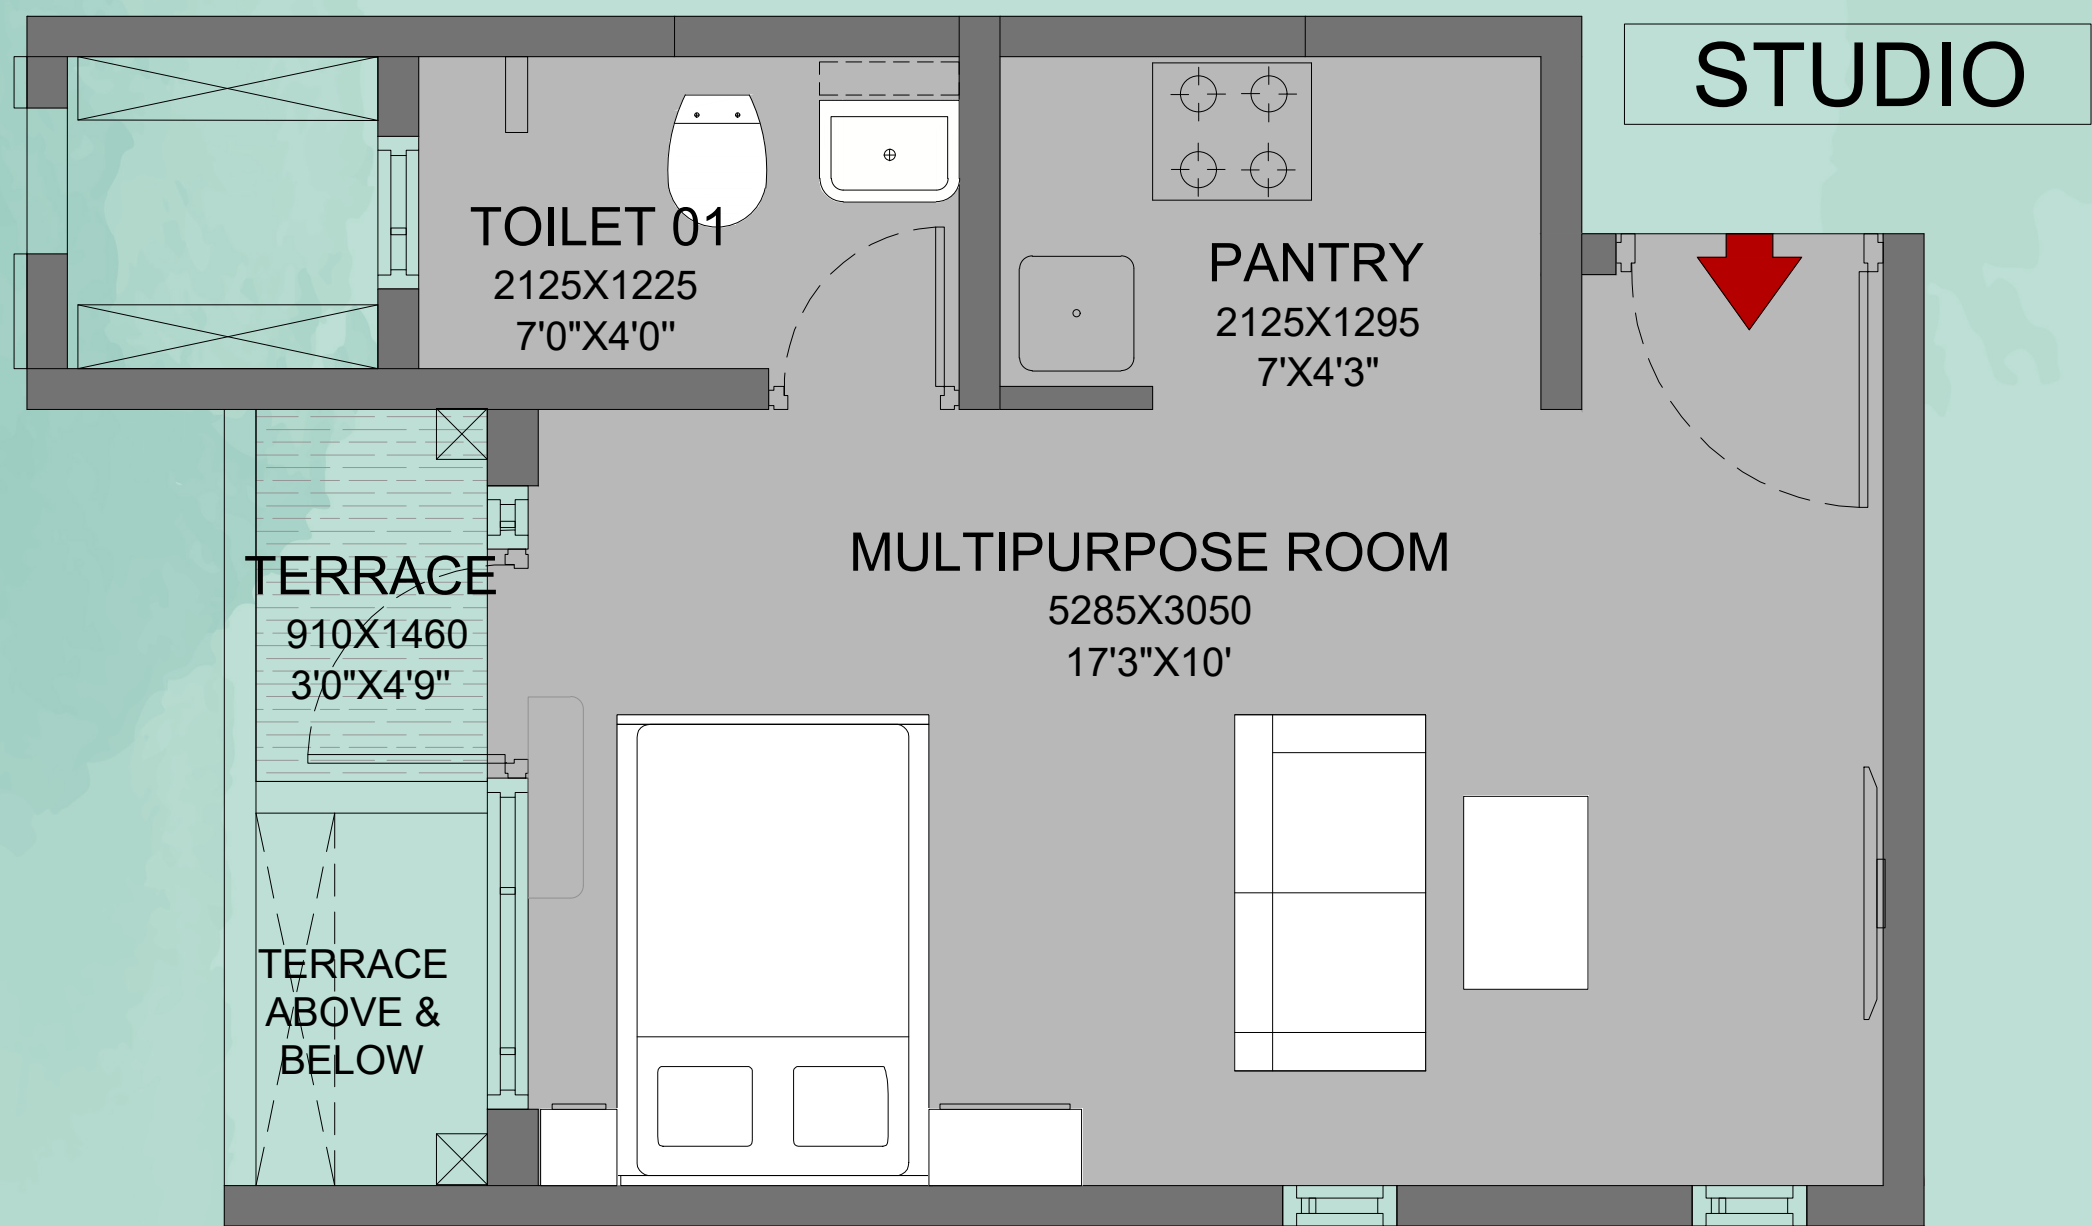 STUDIO
TOILET 01
2125X1225
7'0"X4'0"
PANTRY
2125X1295
7'X4'3"
MULTIPURPOSE ROOM
5285X3050
17'3"X10'
TERRACE
910X1460
3'0"X4'9"
TERRACE
ABOVE &
BELOW